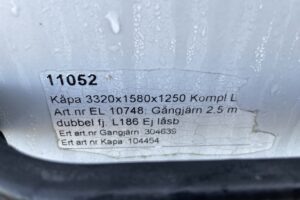 11052
Kåpa 3320x1580x1250 Kompl L
Art nr EL 10748: Gångjärn 2,5 m
dubbel fj. L186 Ej låsb
Ert art.nr Gångjärn: 304639
Ert art nr Kåpa : 104454